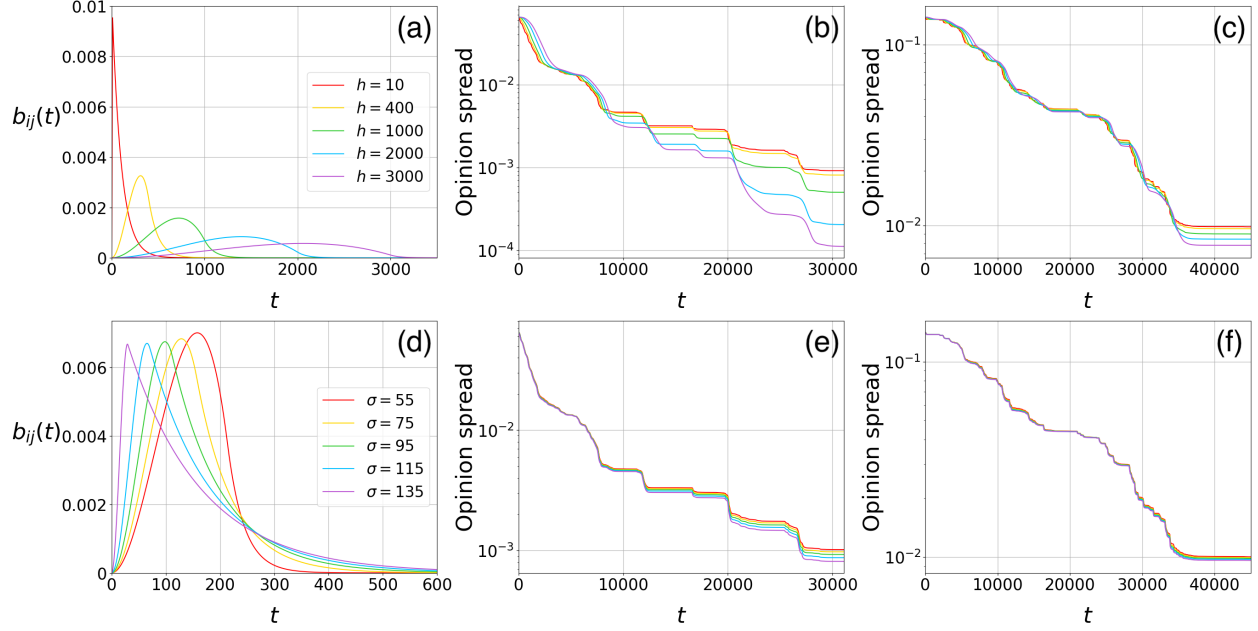 (a)
0.01
0.008
0.006
0.004
0.002
0
b_{ij}(t)
h = 10
h = 400
h = 1000
h = 2000
h = 3000
0 1000 2000 3000
t
(b)
Opinion spread
10^{-2}
10^{-3}
10^{-4}
0 10000 20000 30000
t
(c)
Opinion spread
10^{-1}
10^{-2}
0 10000 20000 30000 40000
t
(d)
0.006
0.004
0.002
0
b_{ij}(t)
σ = 55
σ = 75
σ = 95
σ = 115
σ = 135
0 100 200 300 400 500 600
t
(e)
Opinion spread
10^{-2}
10^{-3}
0 10000 20000 30000
t
(f)
Opinion spread
10^{-1}
10^{-2}
0 10000 20000 30000 40000
t